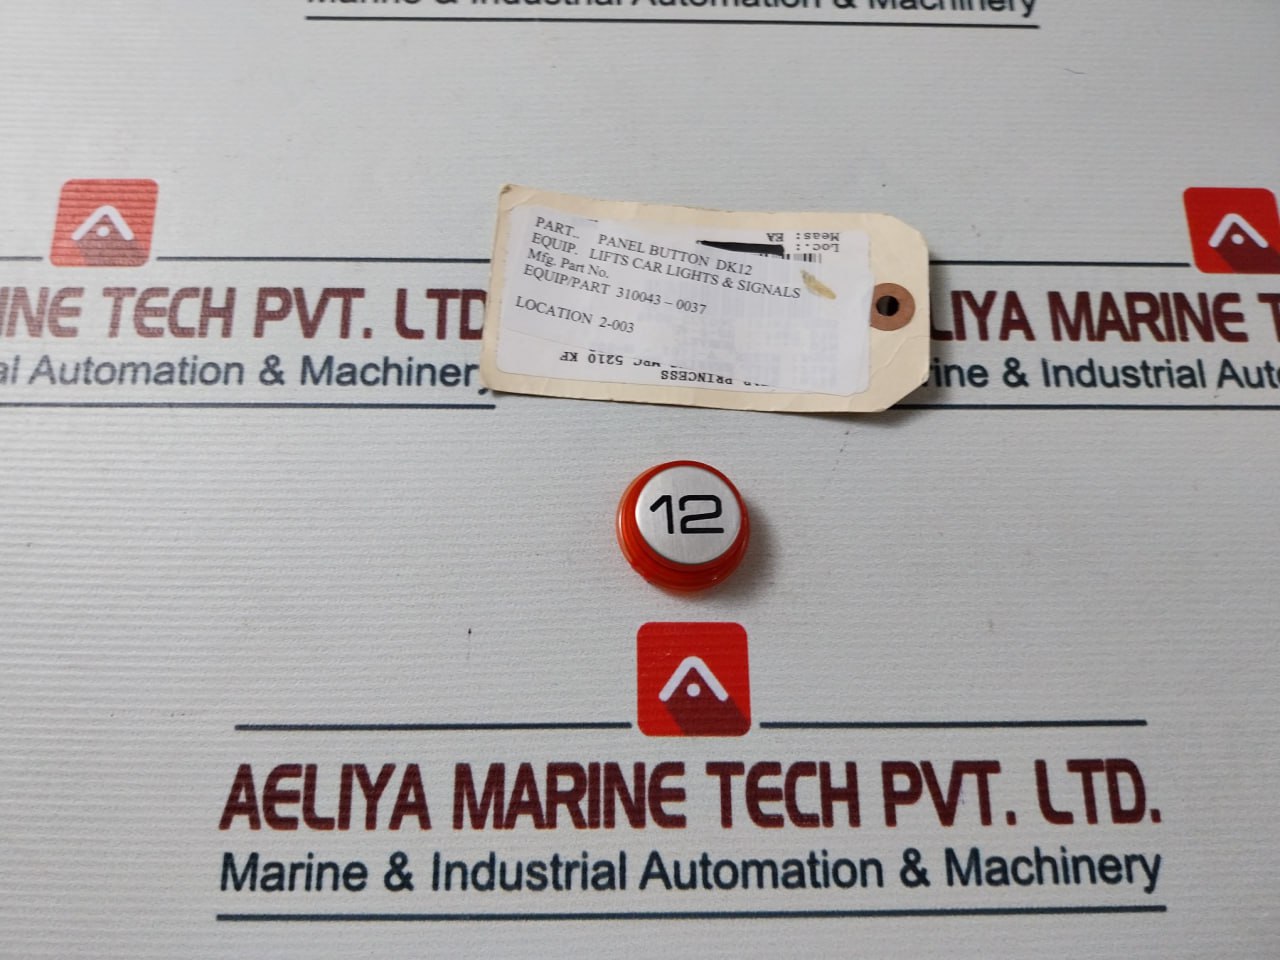 Marine & Industrial Automation & Machinery
INE TECH PVT. LTD
al Automation & Machinery
PART.. PANEL BUTTON DK12
EQUIP. LIFTS CAR LIGHTS & SIGNALS
Mfg. Part No.
EQUIP/PART 310043 – 0037
LOCATION 2-003
Loc.:
Meas: EA
5210 KF
PRINCESS
LIYA MARINE T
rine & Industrial Auto
12
AELIYA MARINE TECH PVT. LTD.
Marine & Industrial Automation & Machinery